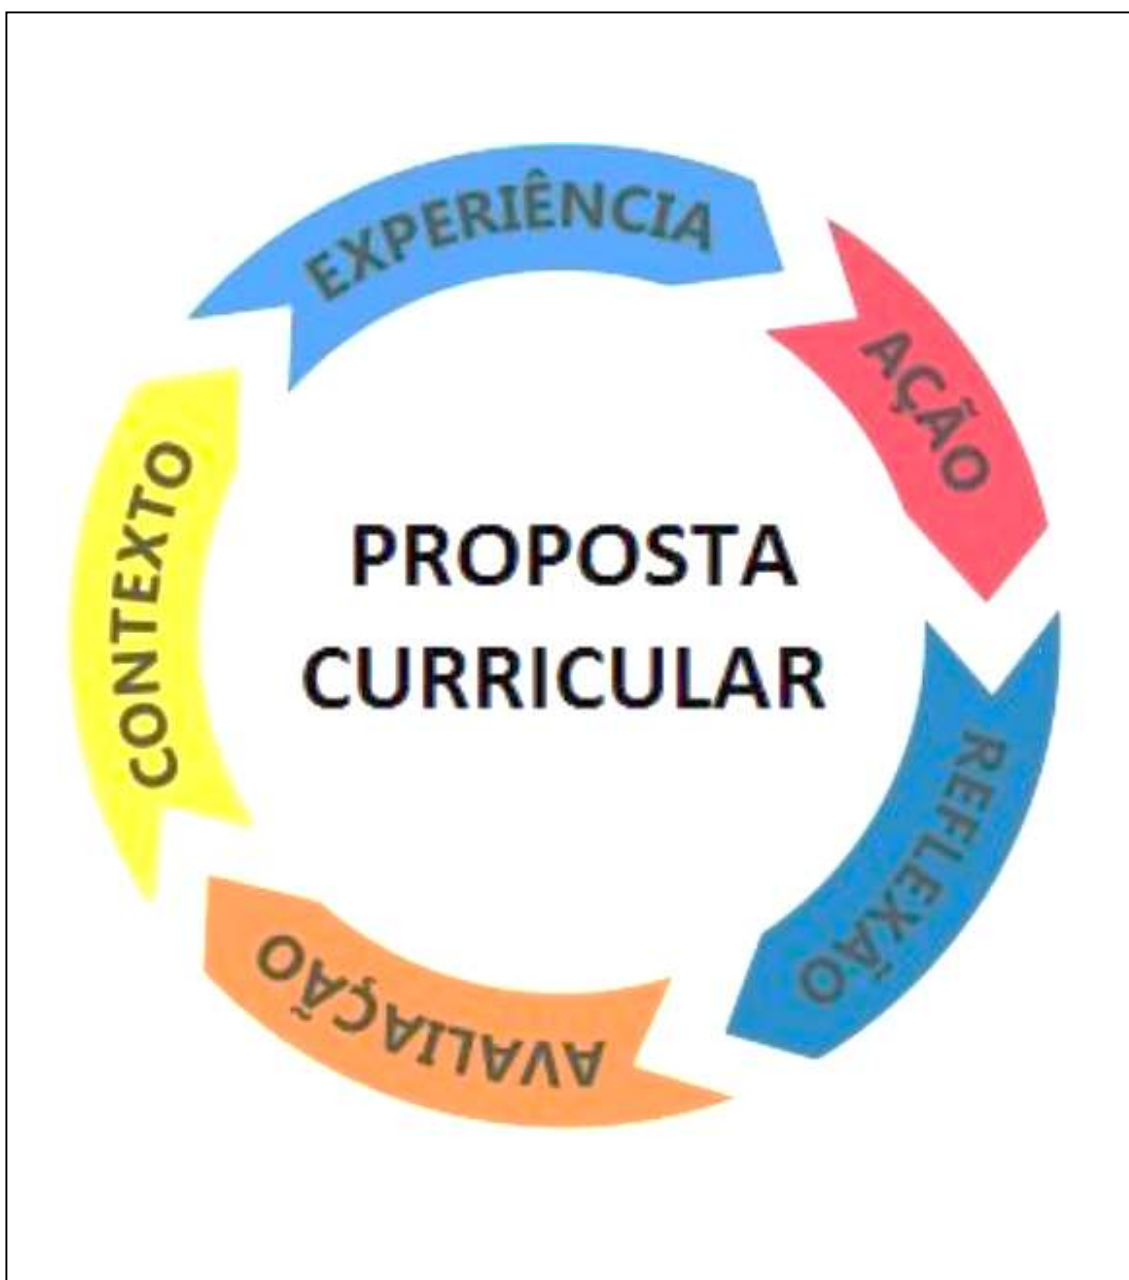 EXPERIÊNCIA
AÇÃO
REFLEXÃO
AVALIAÇÃO
CONTEXTO
PROPOSTA
CURRICULAR